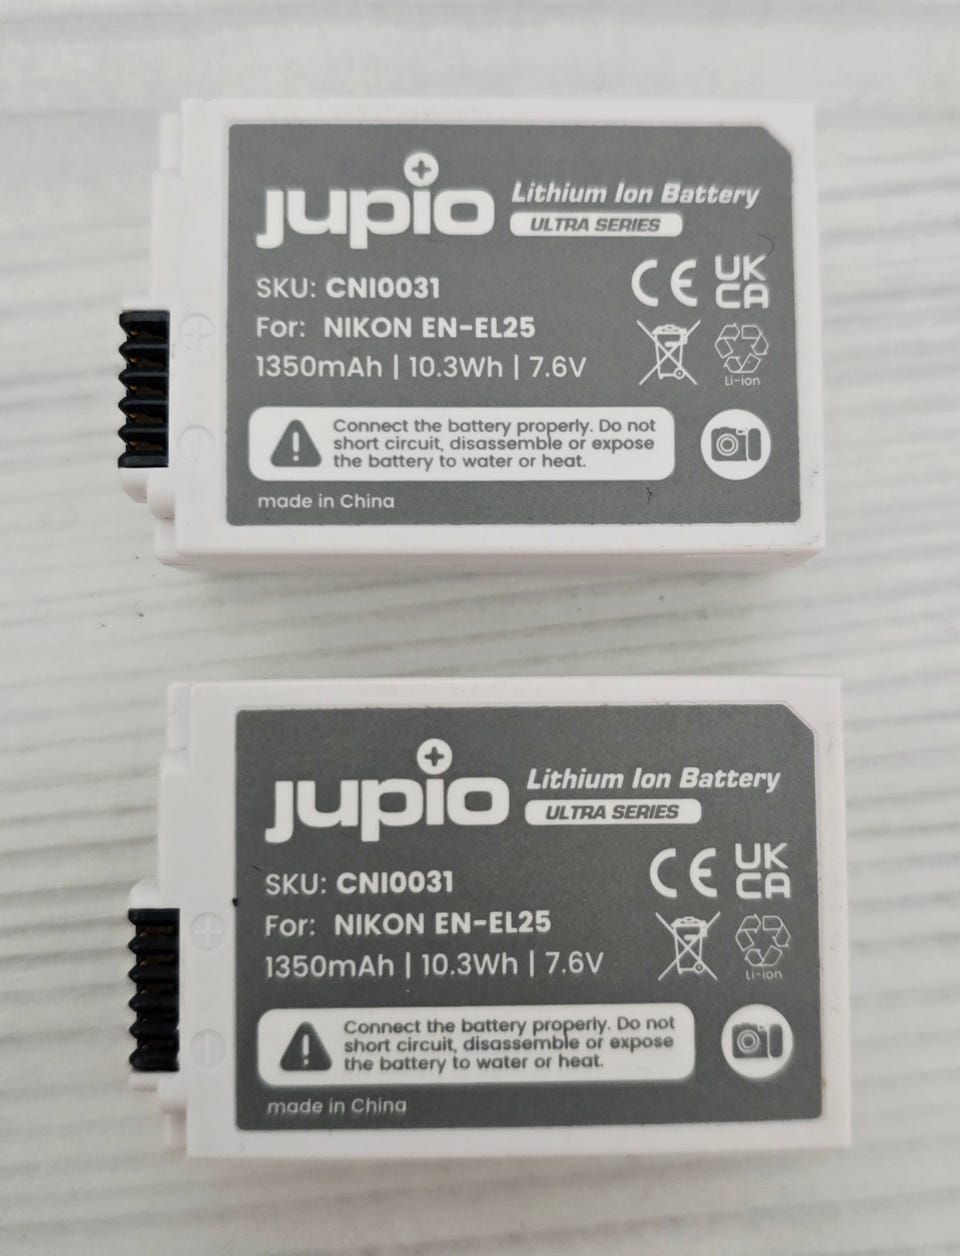 jupio
Lithium Ion Battery
ULTRA SERIES
SKU: CNI0031
For: NIKON EN-EL25
1350mAh | 10.3Wh | 7.6V
CE UK
CA
Li-ion
Connect the battery properly. Do not
short circuit, disassemble or expose
the battery to water or heat.
made in China
jupio
Lithium Ion Battery
ULTRA SERIES
SKU: CNI0031
For: NIKON EN-EL25
1350mAh | 10.3Wh | 7.6V
CE UK
CA
Li-ion
Connect the battery properly. Do not
short circuit, disassemble or expose
the battery to water or heat.
made in China